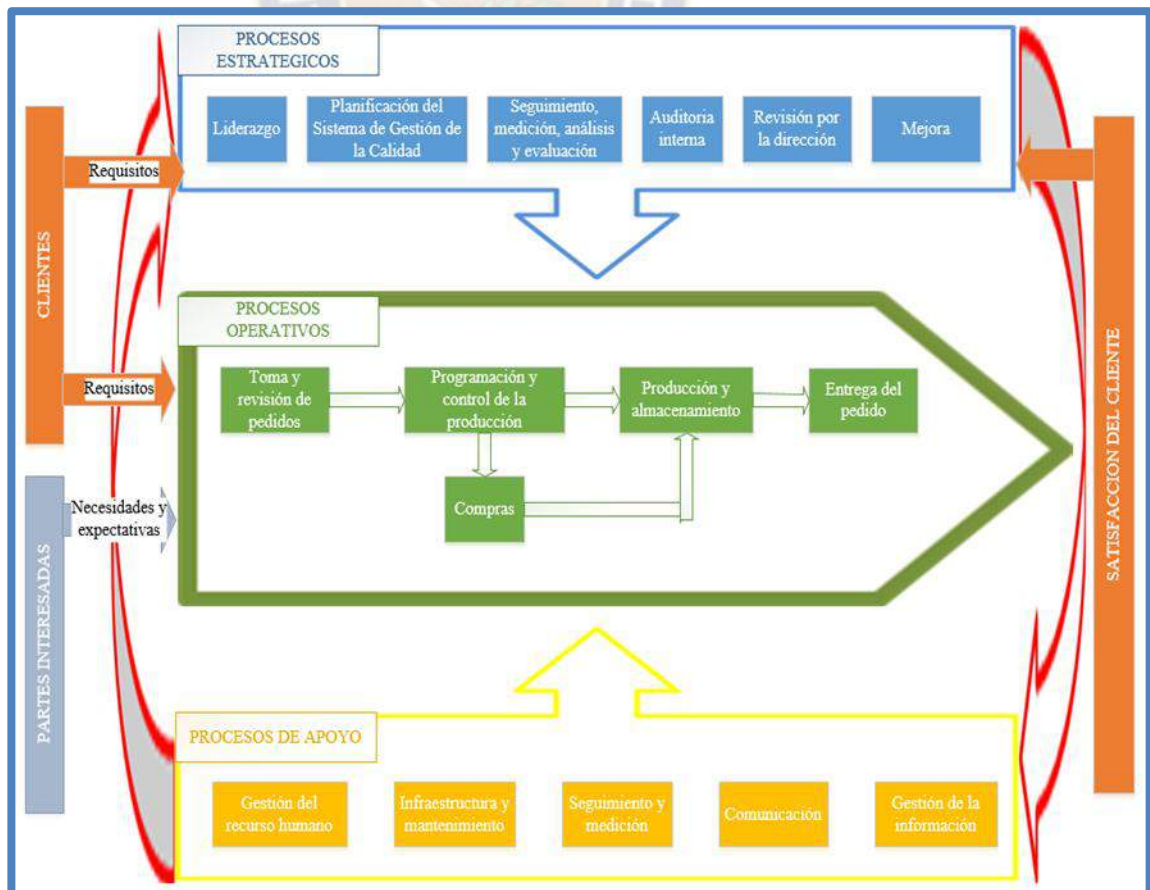 PROCESOS
ESTRATEGICOS
Liderazgo
Planificación del
Sistema de Gestión de
la Calidad
Seguimiento,
medición, análisis
y evaluación
Auditoria
interna
Revisión por
la dirección
Mejora
CLIENTES
Requisitos
Requisitos
PROCESOS
OPERATIVOS
Toma y
revisión de
pedidos
Programación y
control de la
producción
Producción y
almacenamiento
Entrega del
pedido
Compras
PARTES INTERESADAS
Necesidades y
expectativas
SATISFACCION DEL CLIENTE
PROCESOS DE APOYO
Gestión del
recurso humano
Infraestructura y
mantenimiento
Seguimiento y
medición
Comunicación
Gestión de la
información